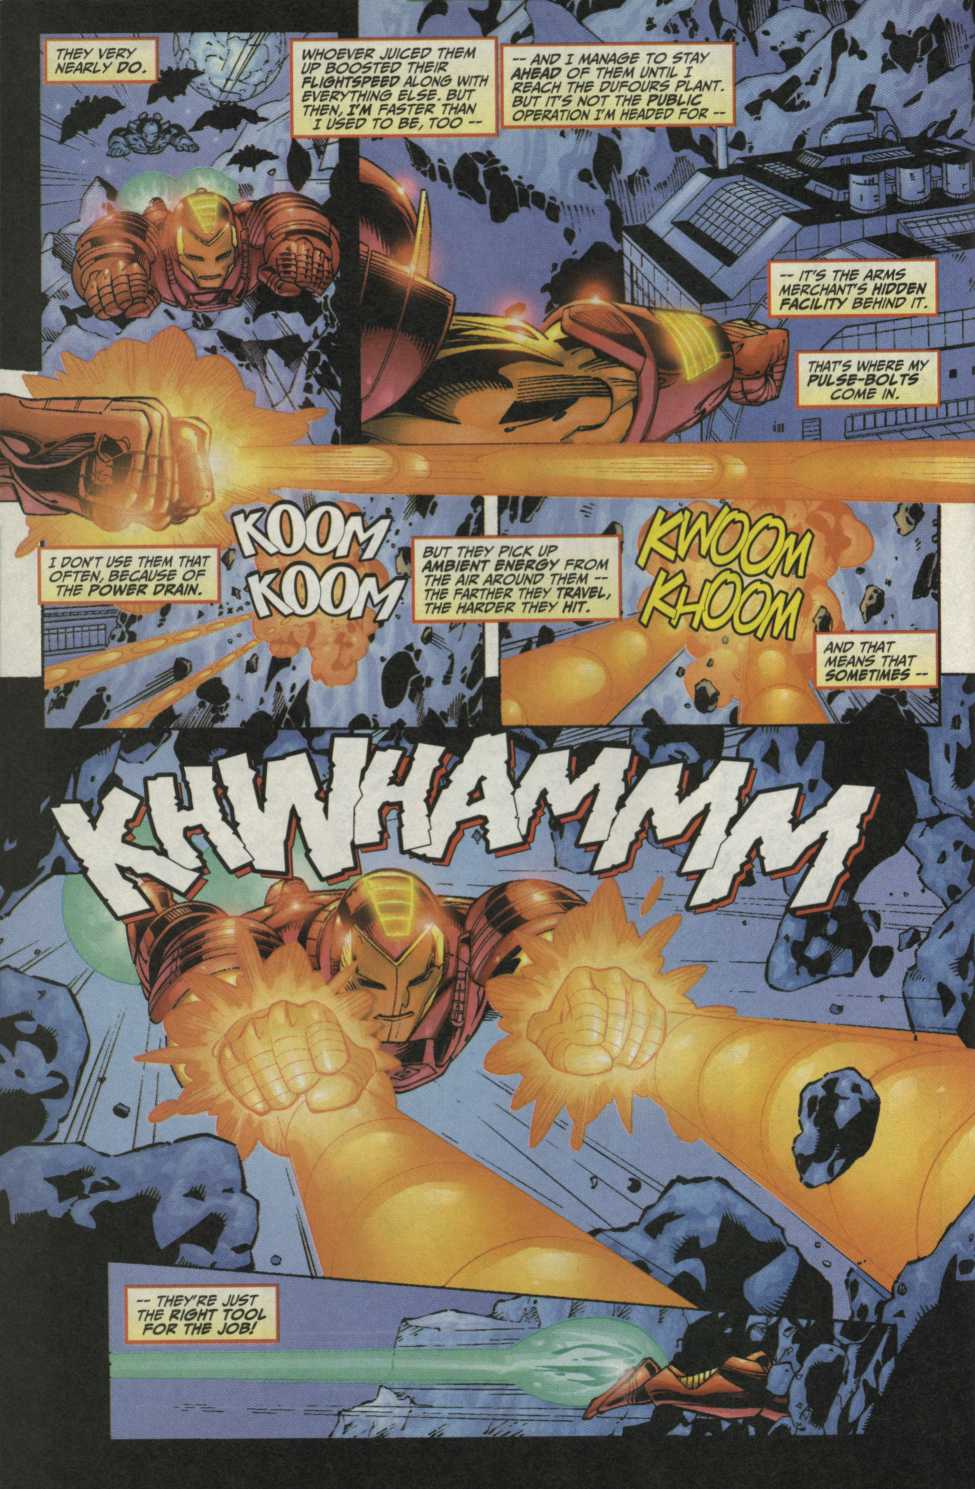 THEY VERY
NEARLY DO.
WHOEVER JUICED THEM
UP BOOSTED THEIR
FLIGHTSPEED ALONG WITH
EVERYTHING ELSE. BUT
THEN, I'M FASTER THAN
I USED TO BE, TOO --
-- AND I MANAGE TO STAY
AHEAD OF THEM UNTIL I
REACH THE DUFOURS PLANT.
BUT IT'S NOT THE PUBLIC
OPERATION I'M HEADED FOR --
-- IT'S THE ARMS
MERCHANT'S HIDDEN
FACILITY BEHIND IT.
THAT'S WHERE MY
PULSE-BOLTS
COME IN.
I DON'T USE THEM THAT
OFTEN, BECAUSE OF
THE POWER DRAIN.
KOOM
KOOM
BUT THEY PICK UP
AMBIENT ENERGY FROM
THE AIR AROUND THEM --
THE FARTHER THEY TRAVEL,
THE HARDER THEY HIT.
KWOOM
KHOOM
AND THAT
MEANS THAT
SOMETIMES --
KHWHAMMMM
-- THEY'RE JUST
THE RIGHT TOOL
FOR THE JOB!